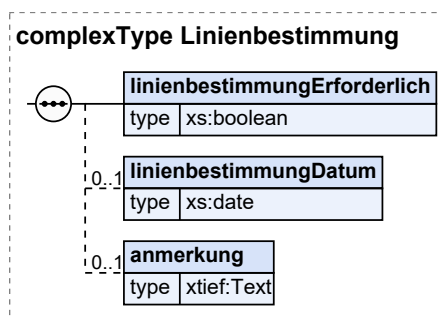 complexType Linienbestimmung
linienbestimmungErforderlich
type xs:boolean
0..1 linienbestimmungDatum
type xs:date
0..1 anmerkung
type xtief:Text